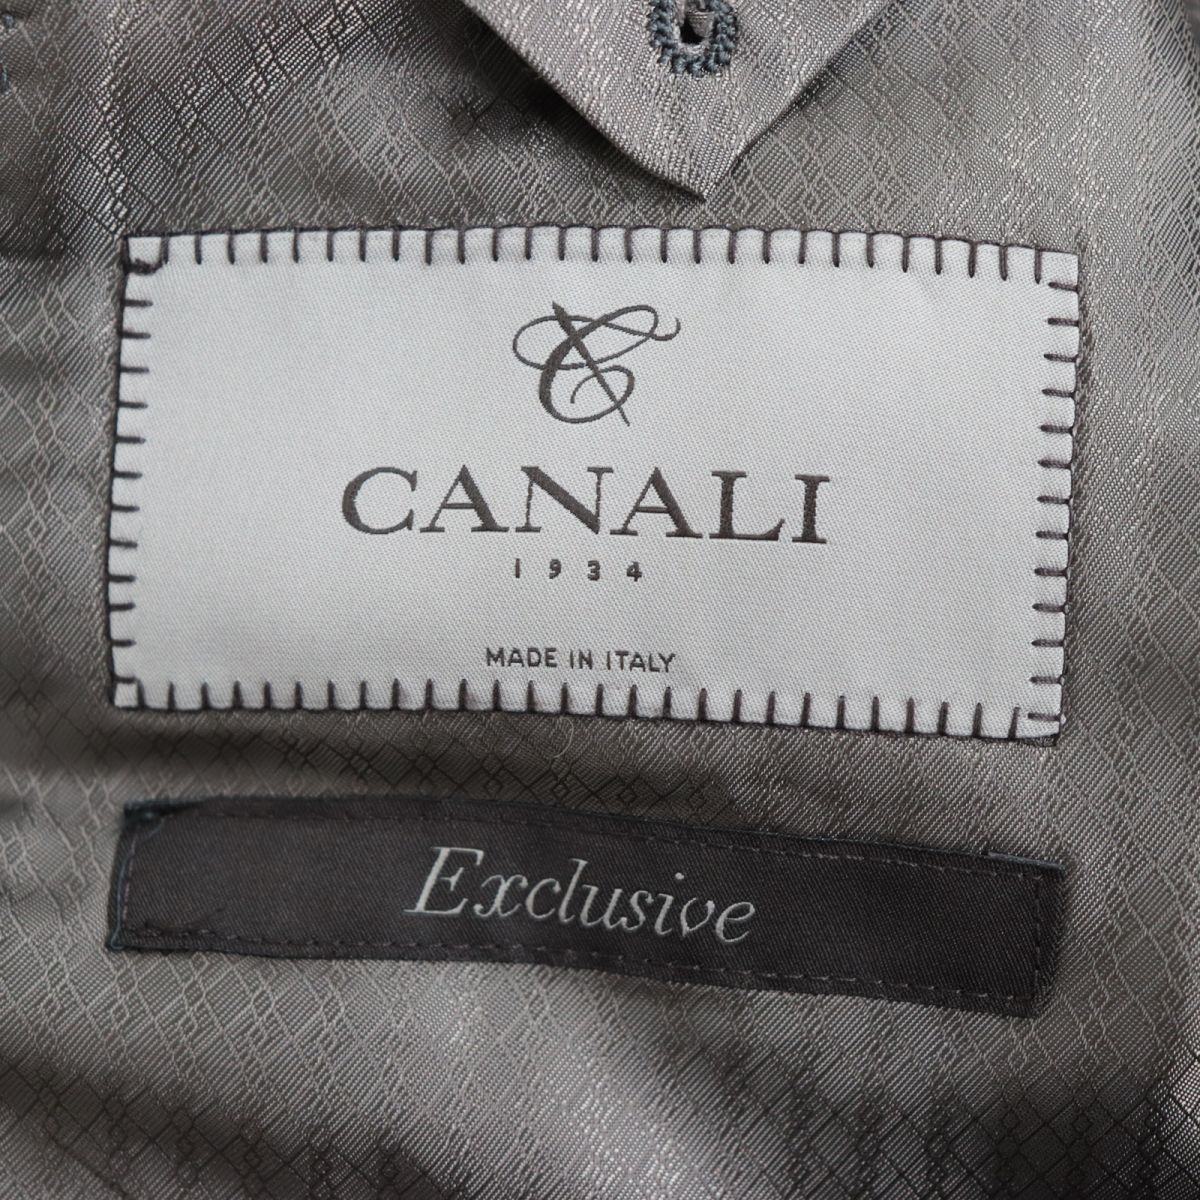 CANALI
1934
MADE IN ITALY
Exclusive